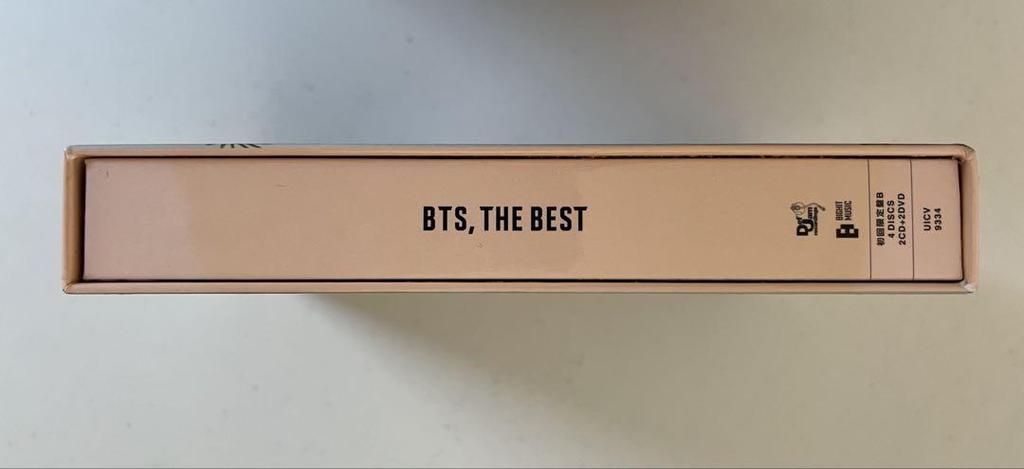 BTS, THE BEST
Def Jam
recordings
BIGHIT
MUSIC
初回限定盤B
4 DISCS
2CD+2DVD
UICV
9334